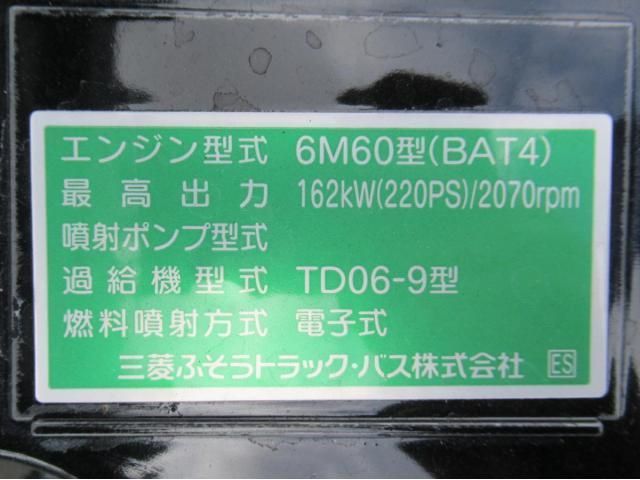 エンジン型式 6M60型(BAT4)
最高出力 162kW(220PS)/2070rpm
噴射ポンプ型式
過給機型式 TD06-9型
燃料噴射方式 電子式
三菱ふそうトラック・バス株式会社 ES